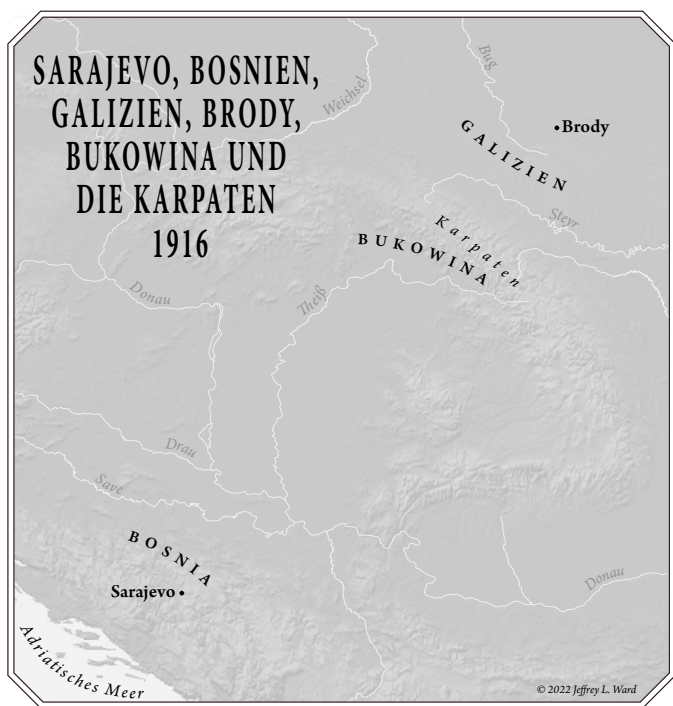 SARAJEVO, BOSNIEN,
GALIZIEN, BRODY,
BUKOWINA UND
DIE KARPATEN
1916
Weichsel
Bug
Brody
GALIZIEN
Steyr
Karpaten
BUKOWINA
Donau
Theiß
Drau
Save
BOSNIA
Sarajevo
Donau
Adriatisches Meer
© 2022 Jeffrey L. Ward